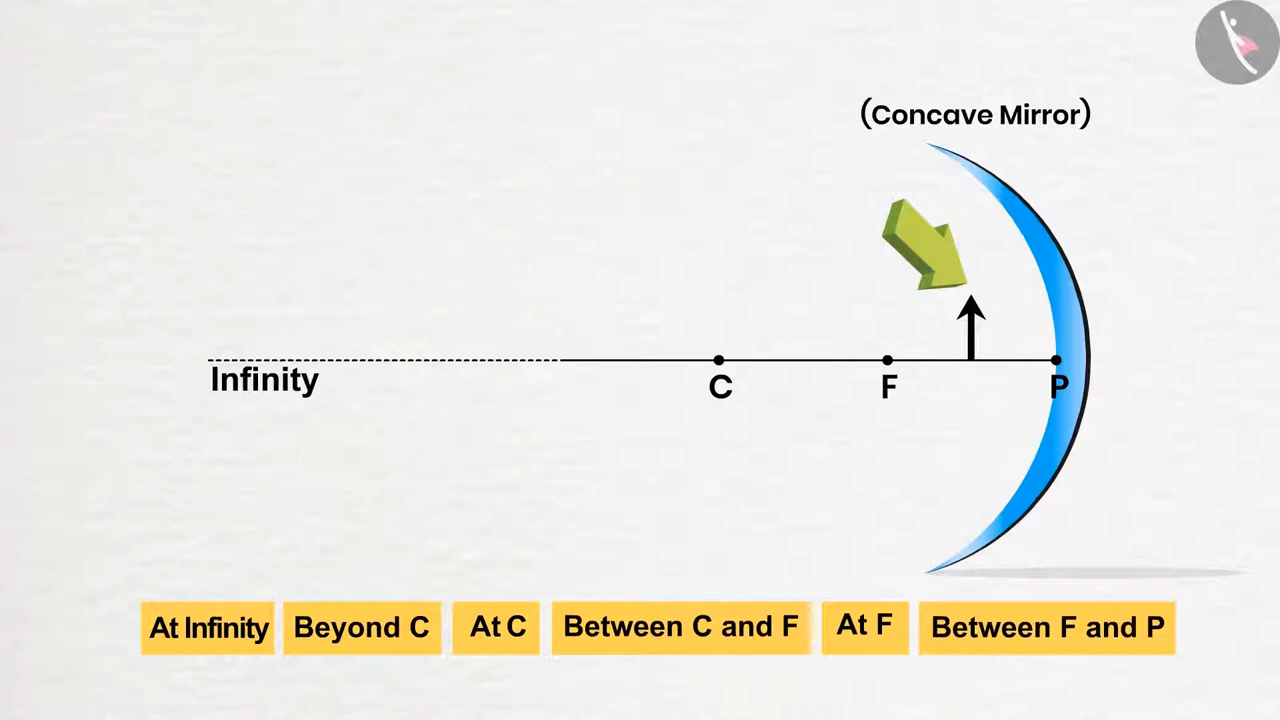 (Concave Mirror)
Infinity
C
F
P
At Infinity
Beyond C
At C
Between C and F
At F
Between F and P